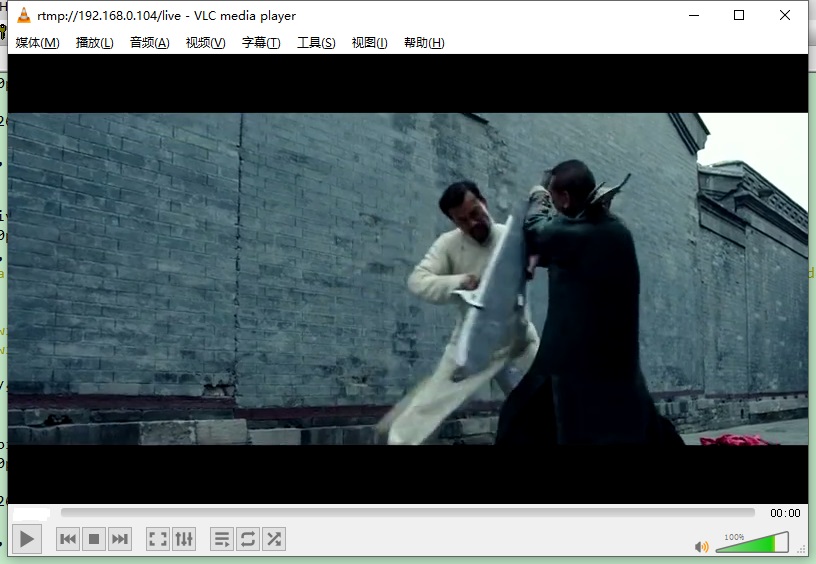 rtmp://192.168.0.104/live - VLC media player
媒体(M) 播放(L) 音频(A) 视频(V) 字幕(T) 工具(S) 视图(I) 帮助(H)
00:00
100%